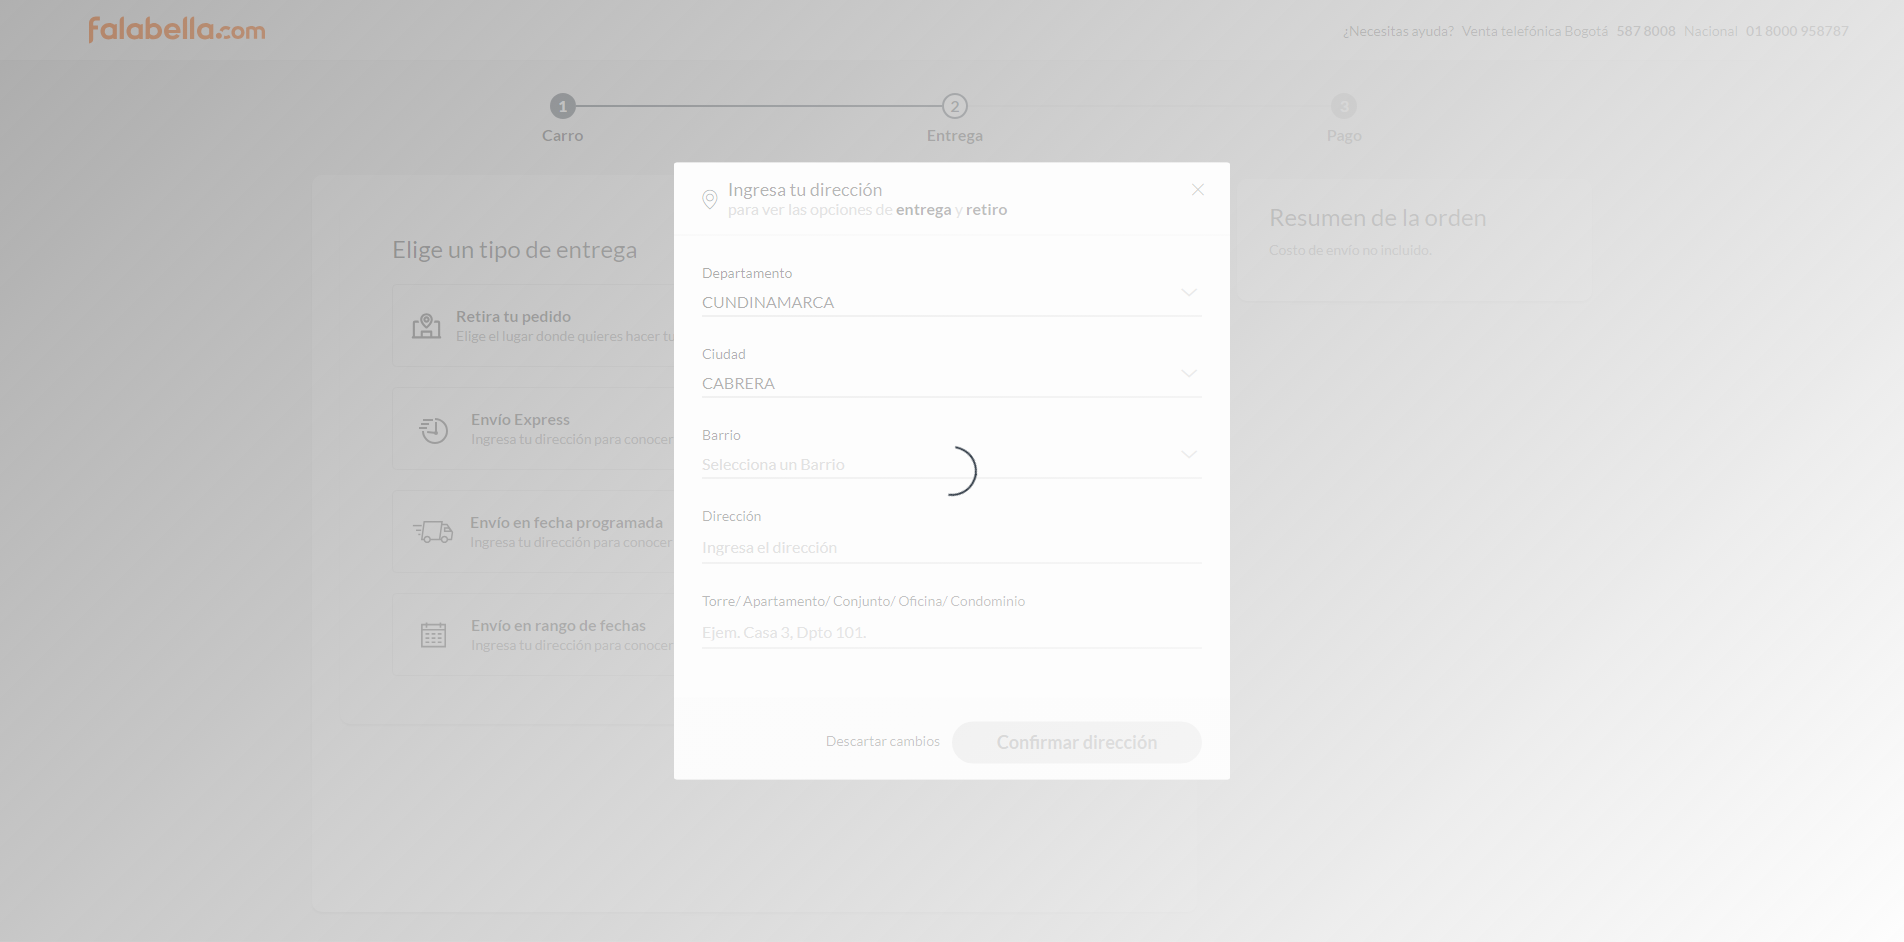 falabella.com
¿Necesitas ayuda? Venta telefónica Bogotá 587 8008 Nacional 01 8000 958787
1
2
3
Carro
Entrega
Pago
Elige un tipo de entrega
Retira tu pedido
Elige el lugar donde quieres hacer tu
Envío Express
Ingresa tu dirección para conocer
Envío en fecha programada
Ingresa tu dirección para conocer
Envío en rango de fechas
Ingresa tu dirección para conocer
Ingresa tu dirección
para ver las opciones de entrega y retiro
Departamento
CUNDINAMARCA
Ciudad
CABRERA
Barrio
Selecciona un Barrio
Dirección
Ingresa el dirección
Torre/ Apartamento/ Conjunto/ Oficina/ Condominio
Ejem. Casa 3, Dpto 101.
Descartar cambios
Confirmar dirección
Resumen de la orden
Costo de envío no incluido.